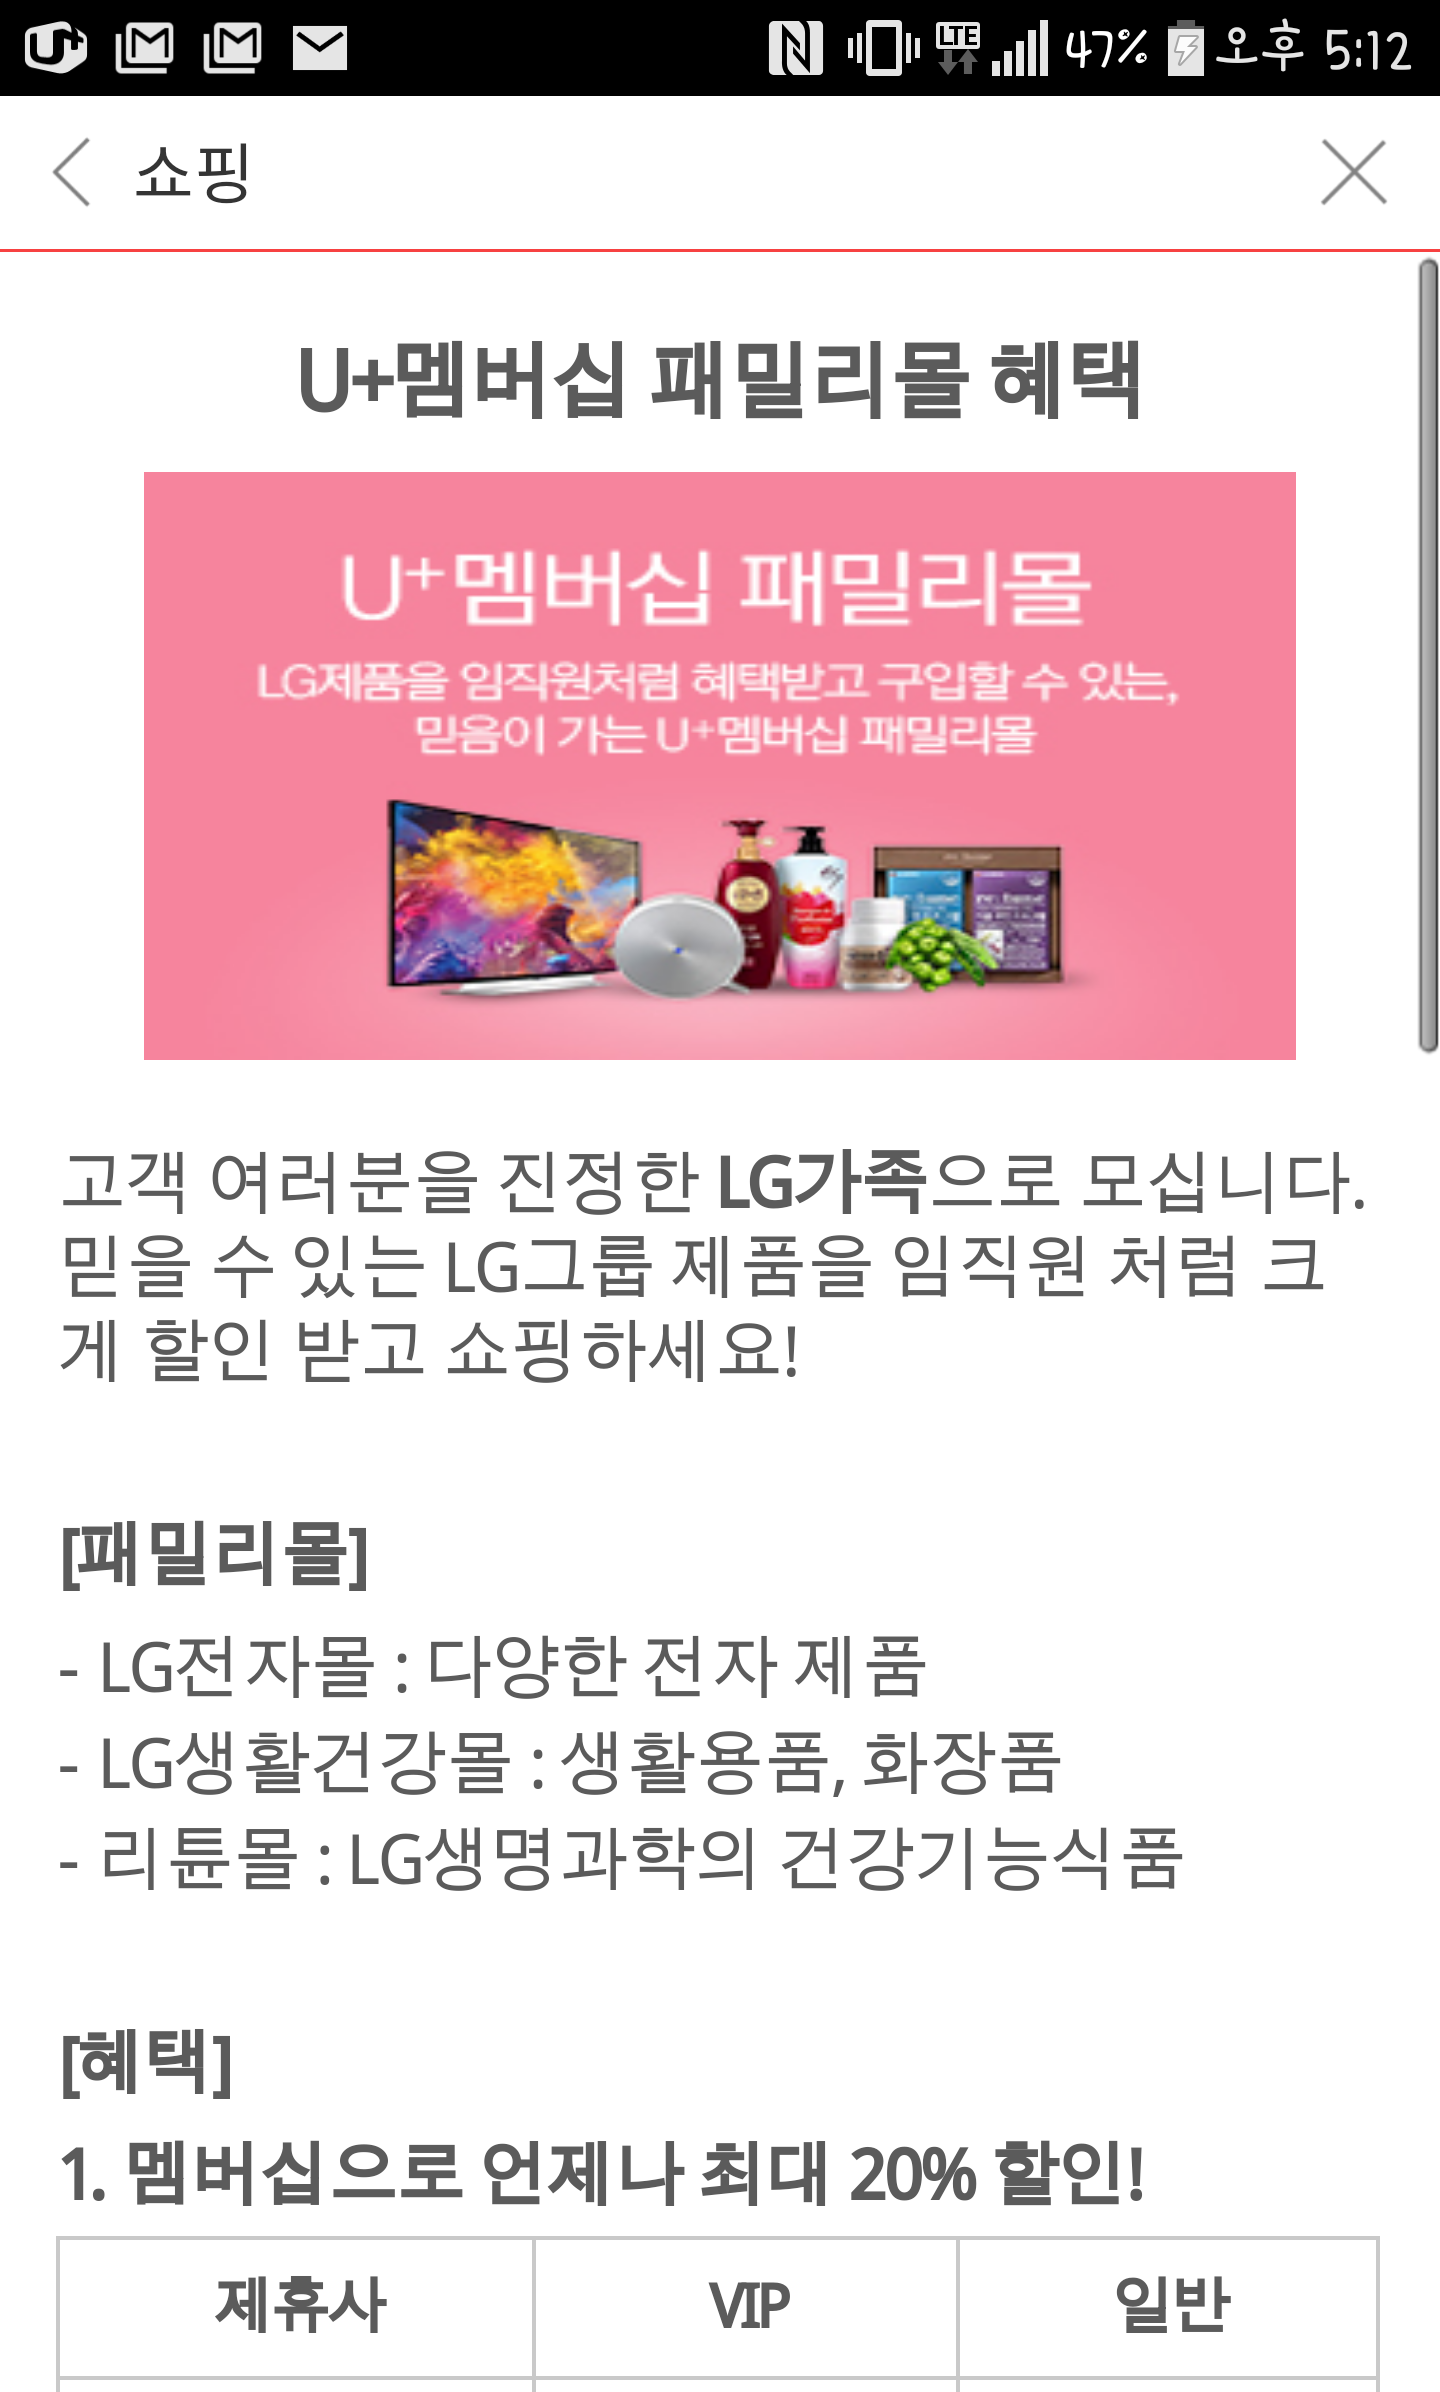 U+ LTE 47% 오후 5:12
쇼핑
U+멤버십 패밀리몰 혜택
U+멤버십 패밀리몰
LG제품을 임직원처럼 혜택받고 구입할 수 있는,
믿음이 가는 U+멤버십 패밀리몰
고객 여러분을 진정한 LG가족으로 모십니다.
믿을 수 있는 LG그룹 제품을 임직원 처럼 크
게 할인 받고 쇼핑하세요!
[패밀리몰]
- LG전자몰 : 다양한 전자 제품
- LG생활건강몰 : 생활용품, 화장품
- 리튠몰 : LG생명과학의 건강기능식품
[혜택]
1. 멤버십으로 언제나 최대 20% 할인!
제휴사 VIP 일반